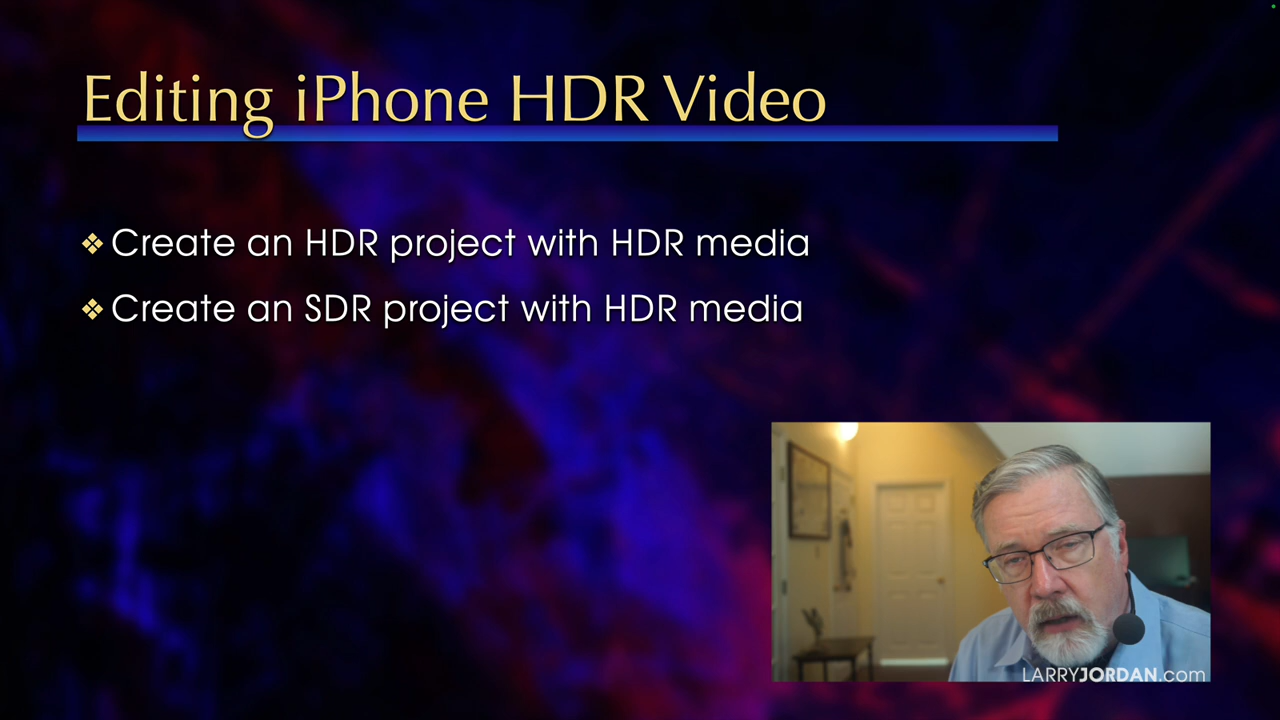 Editing iPhone HDR Video
❖ Create an HDR project with HDR media
❖ Create an SDR project with HDR media
LARRYJORDAN.com